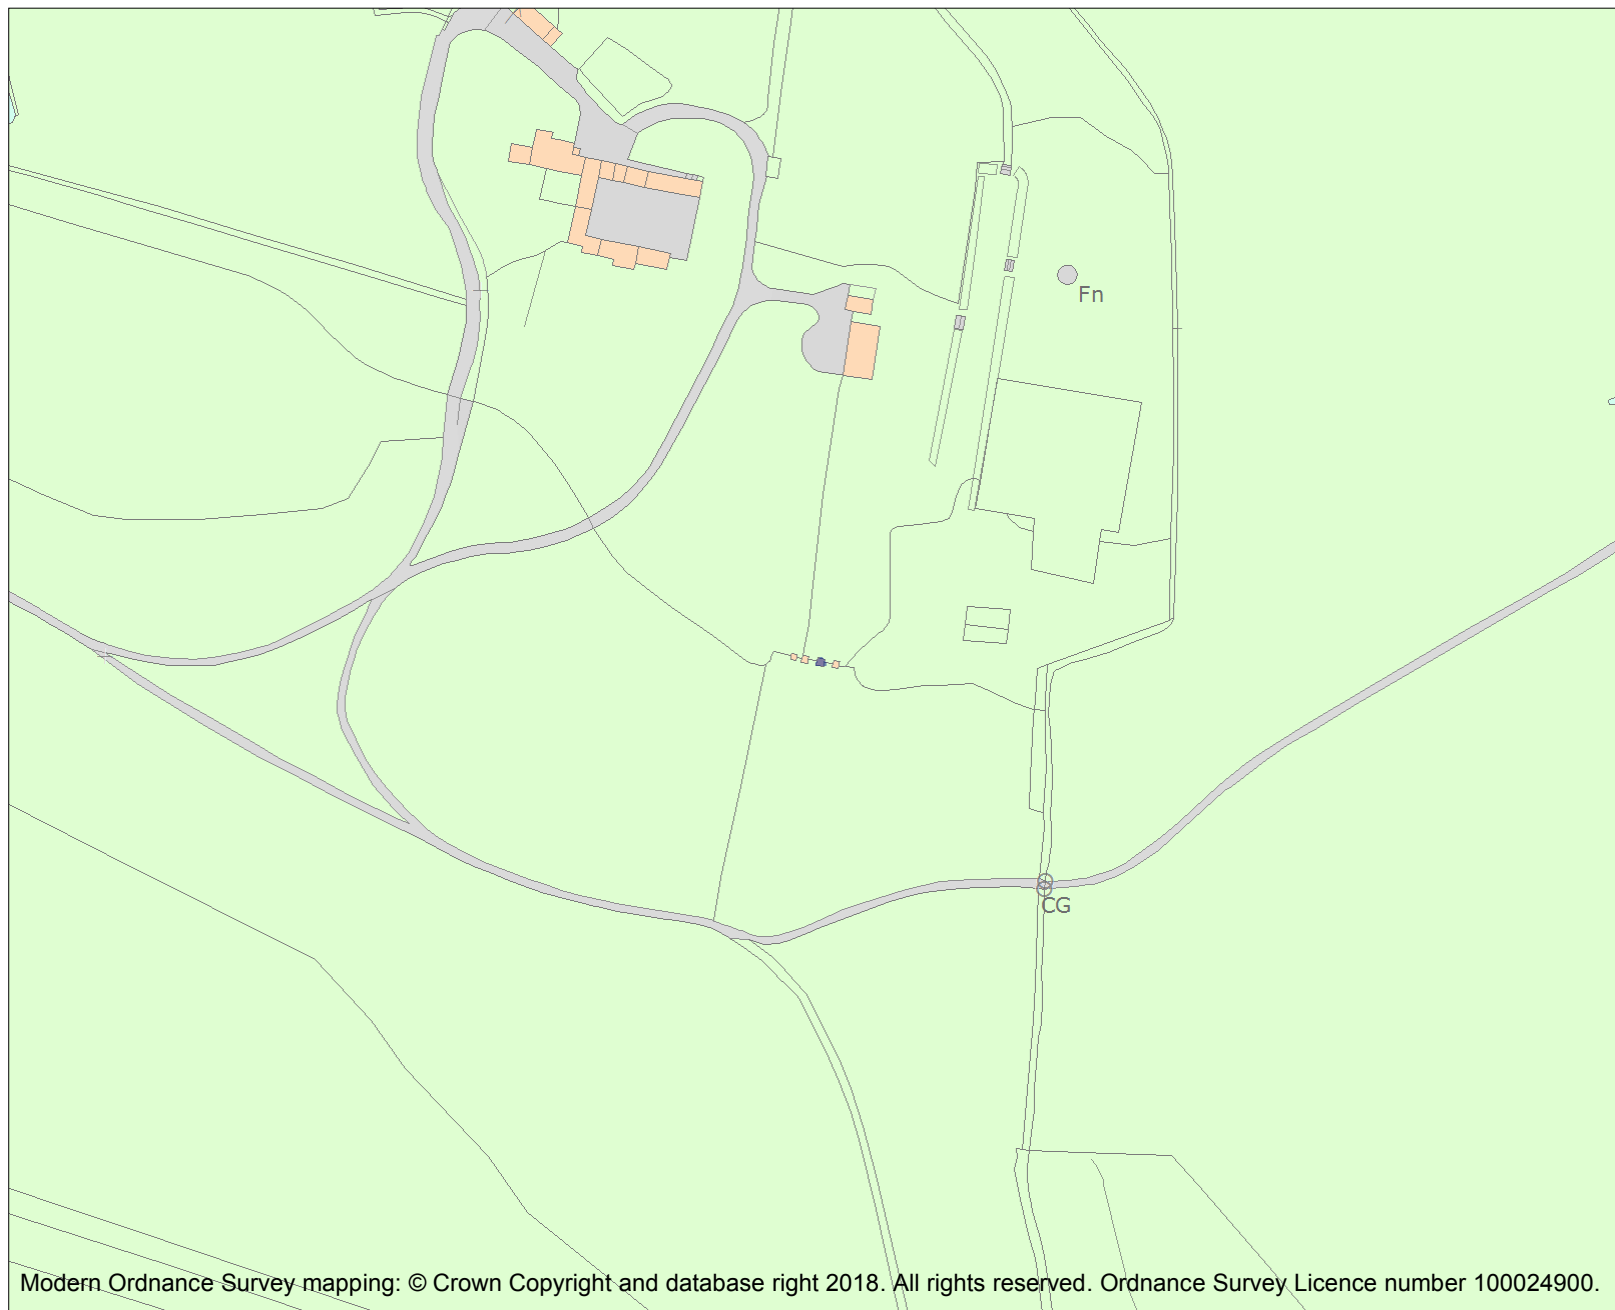 Fn
CG
Modern Ordnance Survey mapping: © Crown Copyright and database right 2018. All rights reserved. Ordnance Survey Licence number 100024900.